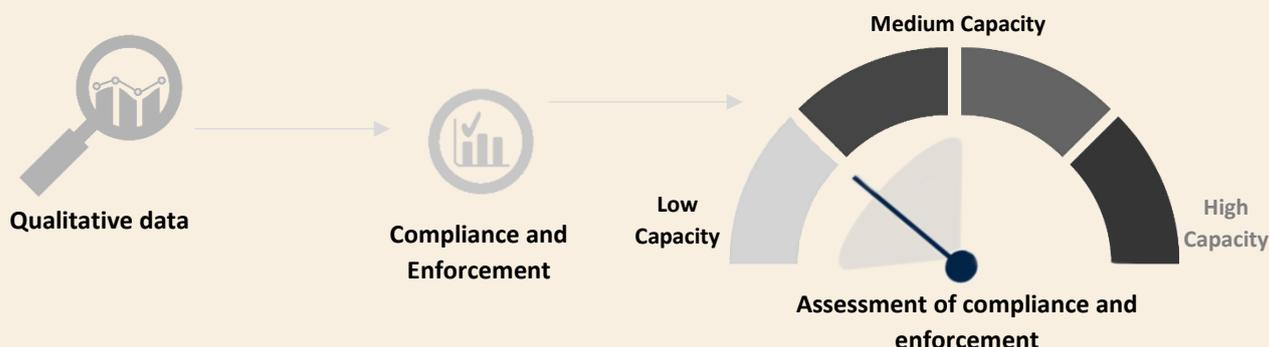 Qualitative data
Compliance and
Enforcement
Medium Capacity
Low
Capacity
High
Capacity
Assessment of compliance and
enforcement